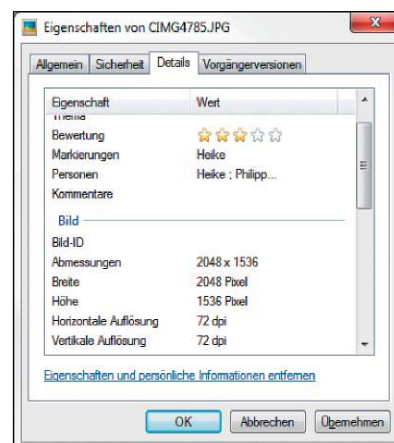 Eigenschaften von CIMG4785.JPG
Allgemein Sicherheit Details Vorgängerversionen
Eigenschaft Wert
Thema
Bewertung
Markierungen Heike
Personen Heike ; Philipp...
Kommentare
Bild
Bild-ID
Abmessungen 2048 x 1536
Breite 2048 Pixel
Höhe 1536 Pixel
Horizontale Auflösung 72 dpi
Vertikale Auflösung 72 dpi
Eigenschaften und persönliche Informationen entfernen
OK Abbrechen Übernehmen